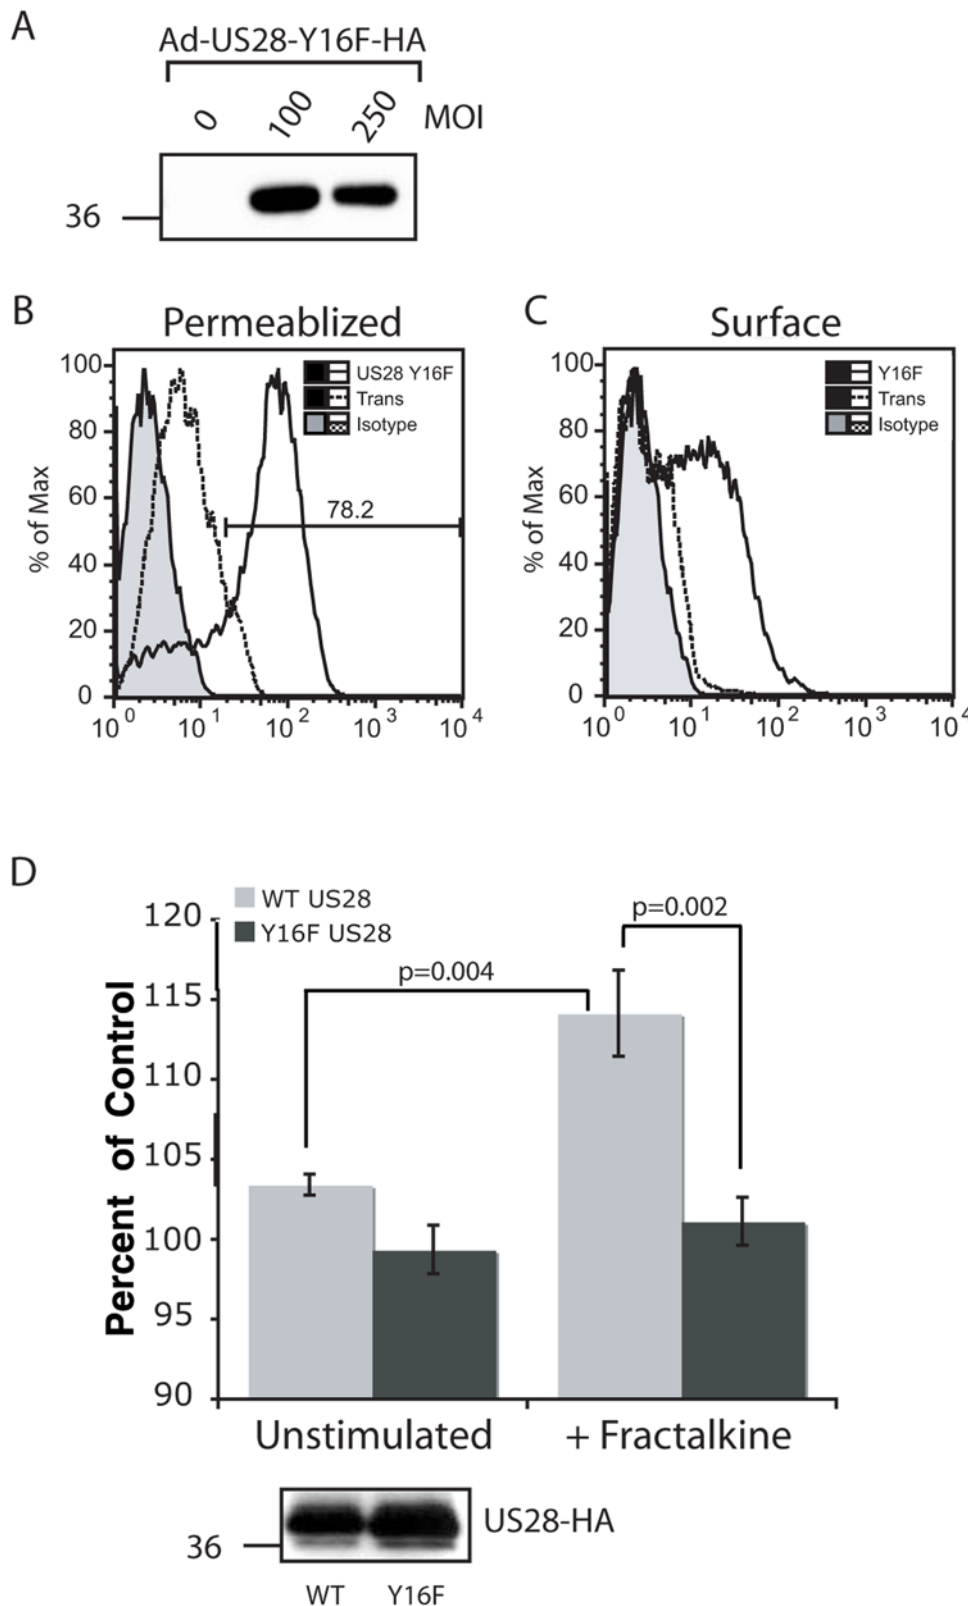 A
Ad-US28-Y16F-HA
0 100 250 MOI
36
B
Permeablized
% of Max
100
80
60
40
20
0
US28 Y16F
Trans
Isotype
78.2
10^0 10^1 10^2 10^3 10^4
C
Surface
% of Max
100
80
60
40
20
0
Y16F
Trans
Isotype
10^0 10^1 10^2 10^3 10^4
D
WT US28
Y16F US28
Percent of Control
120
115
110
105
100
95
90
p=0.004
p=0.002
Unstimulated + Fractalkine
36
US28-HA
WT Y16F